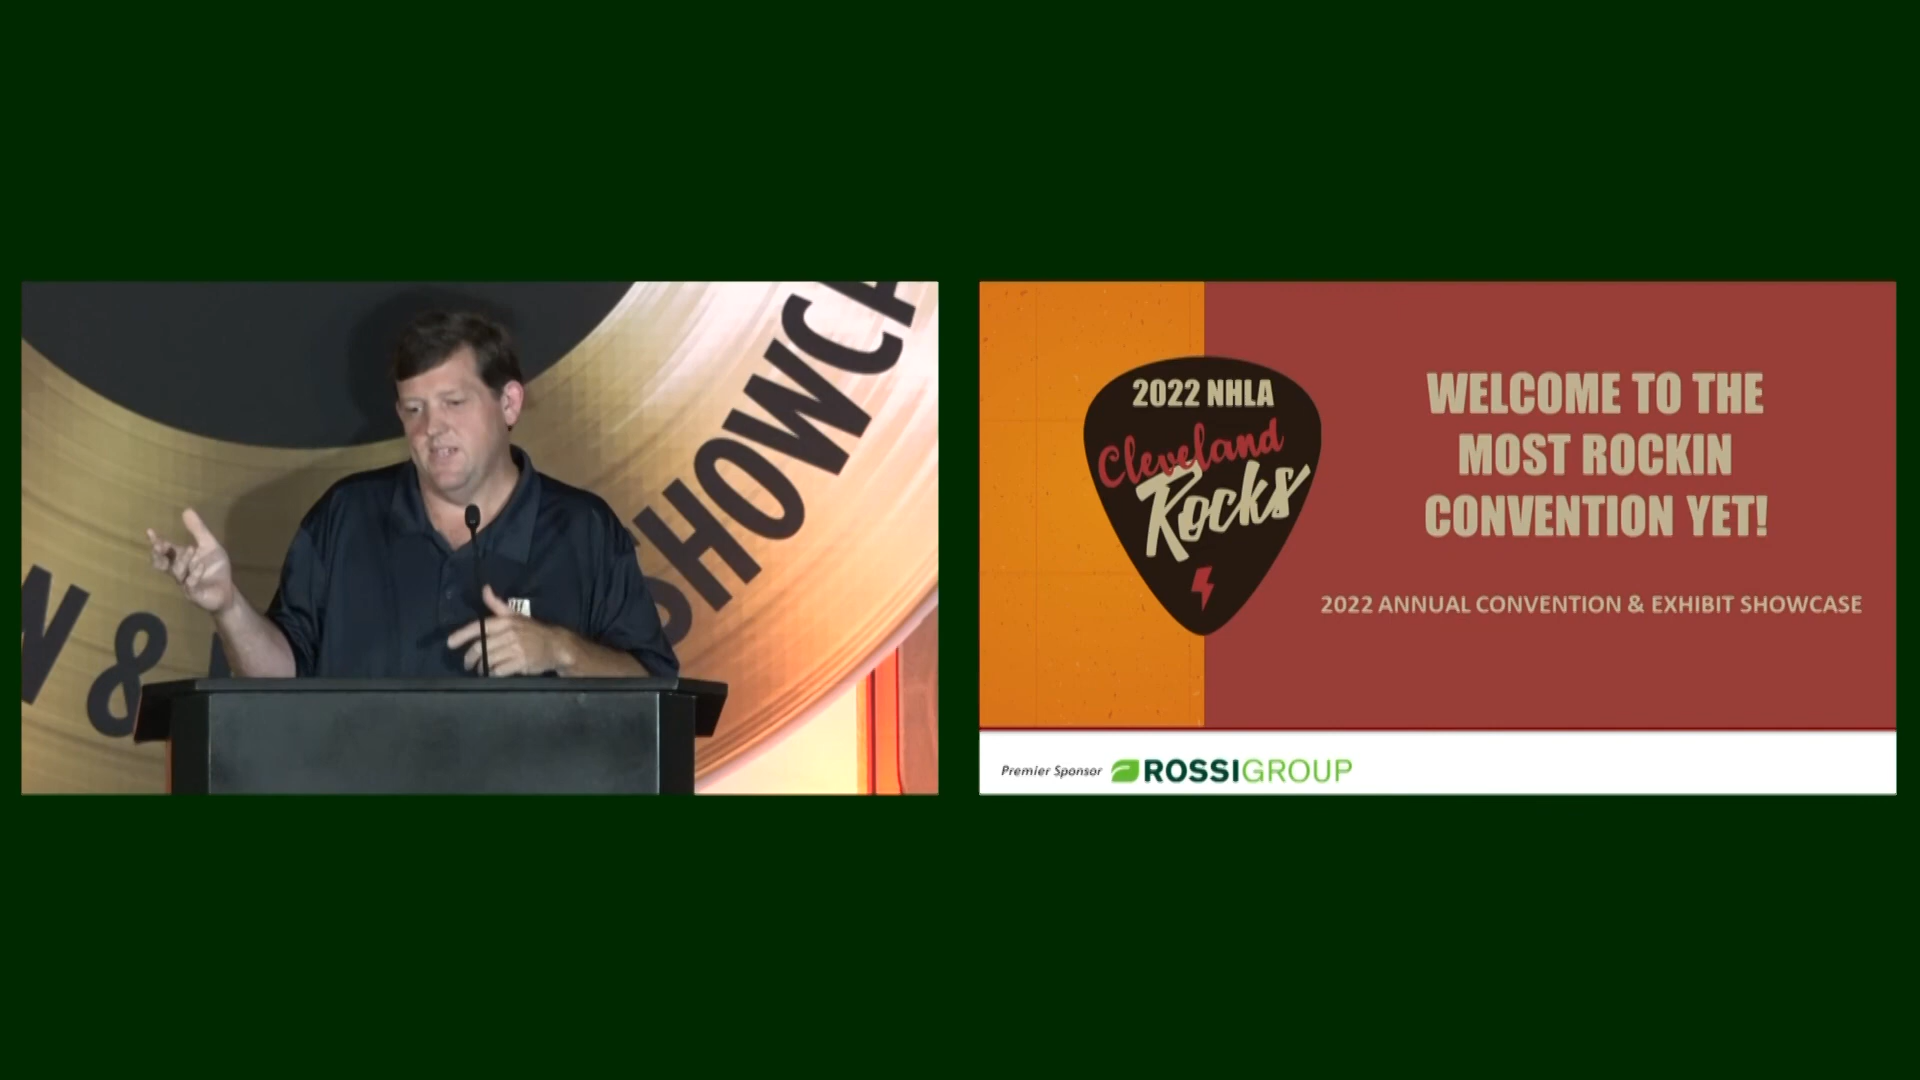 N &
SHOWC
2022 NHLA
Cleveland
Rocks
WELCOME TO THE
MOST ROCKIN
CONVENTION YET!
2022 ANNUAL CONVENTION & EXHIBIT SHOWCASE
Premier Sponsor ROSSIGROUP